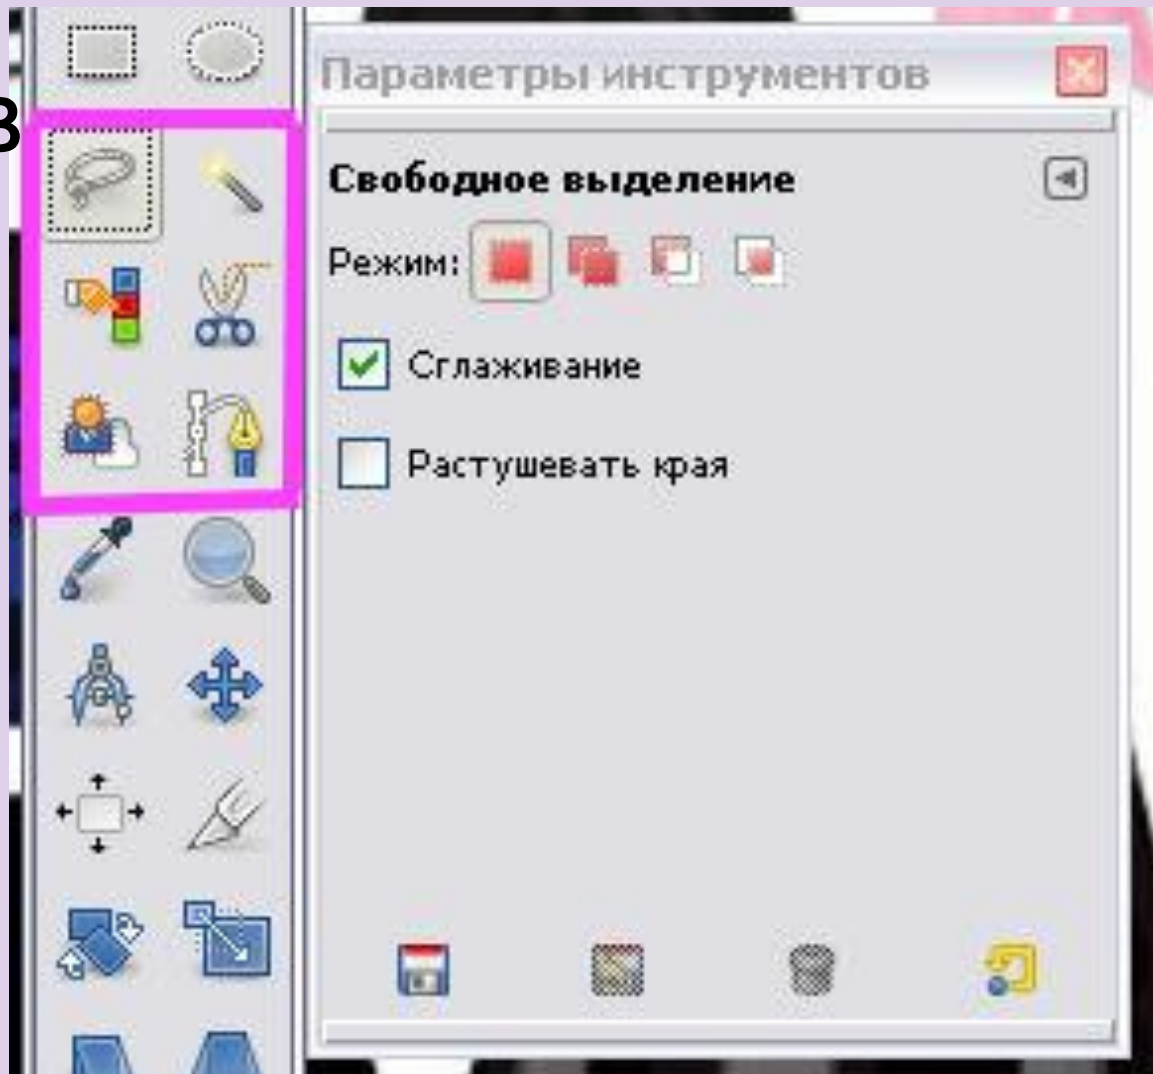 Параметры инструментов
в
Свободное выделение
Режим:
Сглаживание
Растушевать края